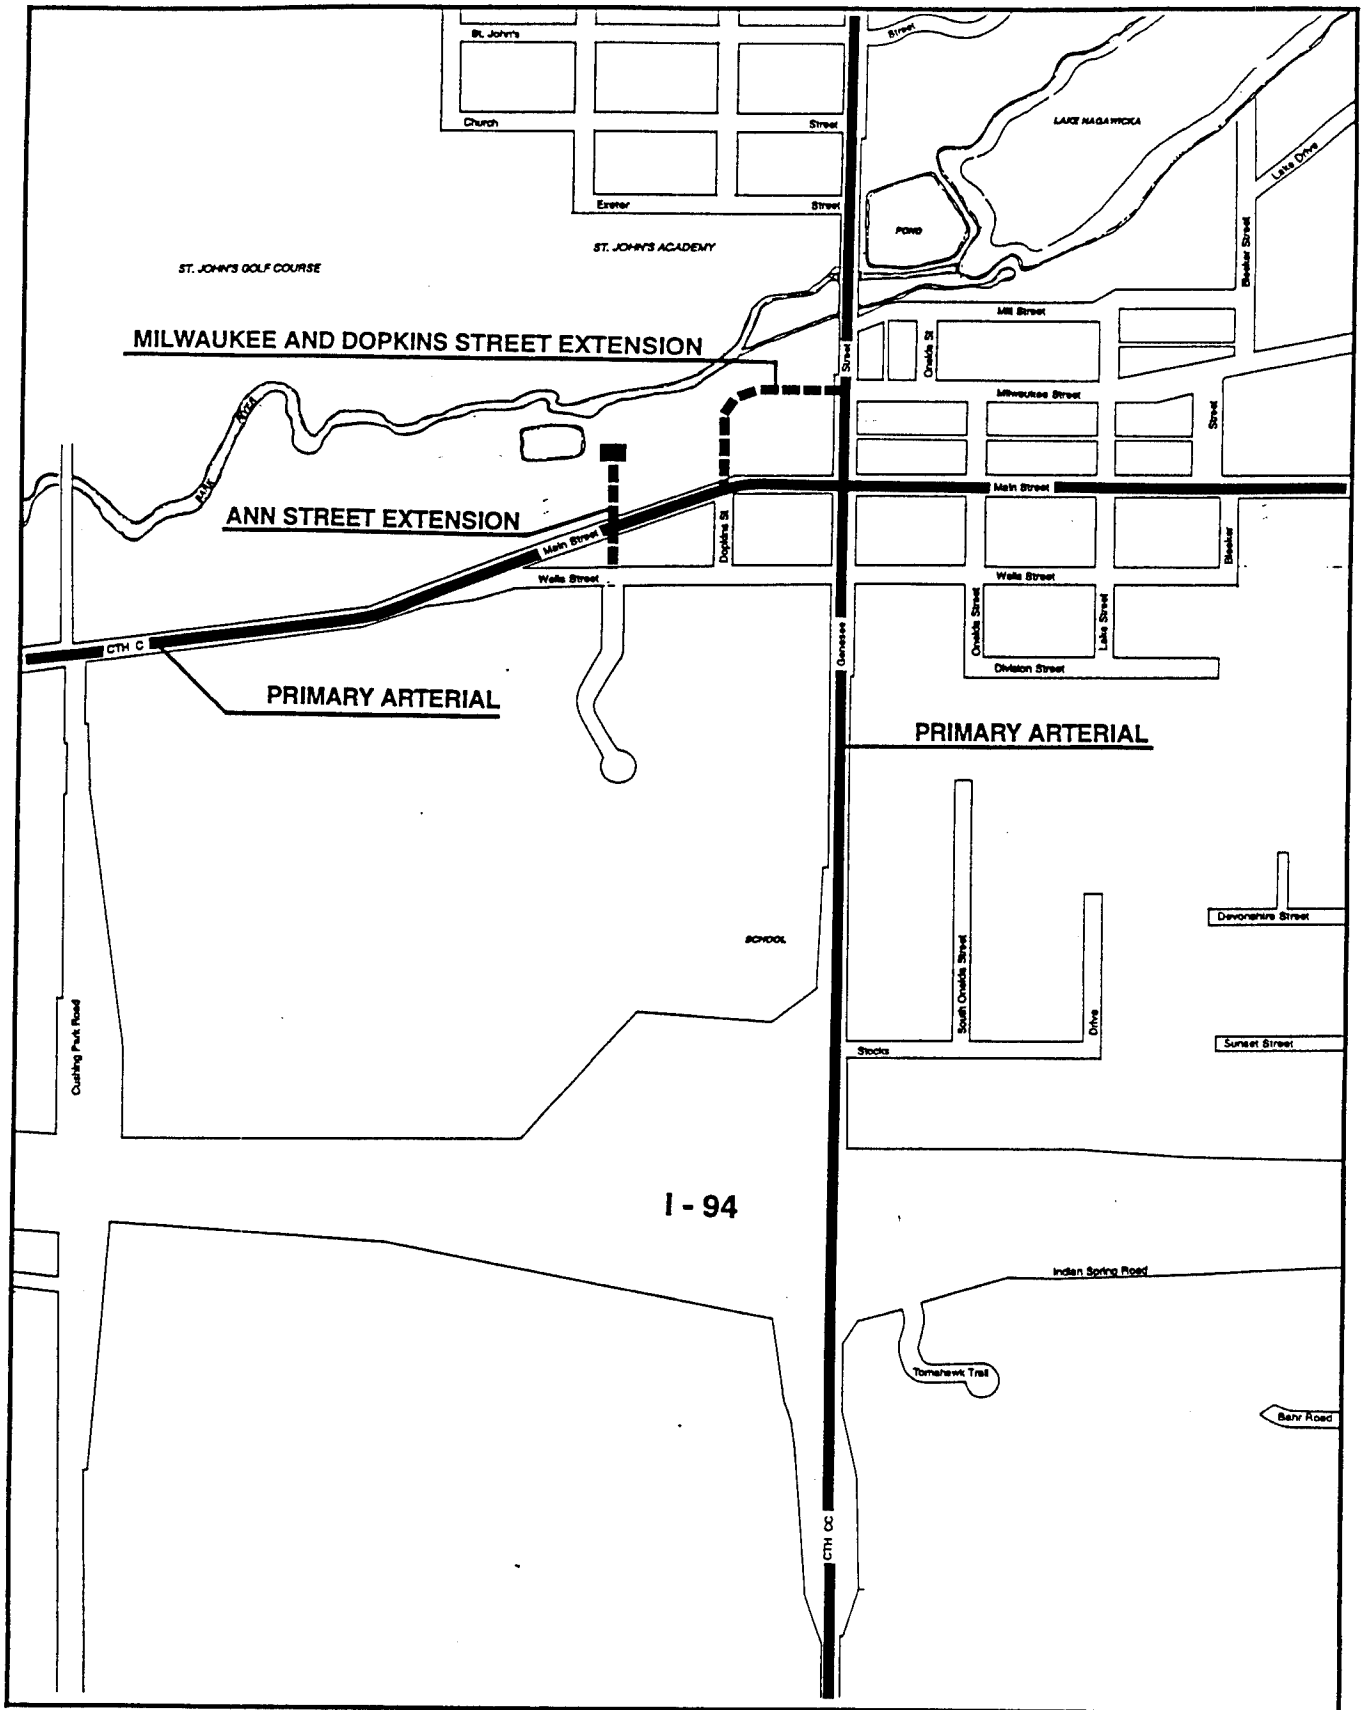 St. John's
Street
Church
Street
LAKE NAGAWICKA
Lake Drive
Exeter
Street
POND
ST. JOHN'S ACADEMY
ST. JOHN'S GOLF COURSE
Bleeker Street
Mill Street
MILWAUKEE AND DOPKINS STREET EXTENSION
Street
Oneida St
Milwaukee Street
Street
RIVER
BARK
Main Street
ANN STREET EXTENSION
Main Street
Dopkins St
Bleeker
Wells Street
Wells Street
Oneida Street
Lake Street
CTH C
Genesee
Division Street
PRIMARY ARTERIAL
PRIMARY ARTERIAL
Devonshire Street
SCHOOL
South Oneida Street
Drive
Cushing Park Road
Stocks
Sunset Street
I - 94
Indian Spring Road
Tomahawk Trail
Bahr Road
CTH CC